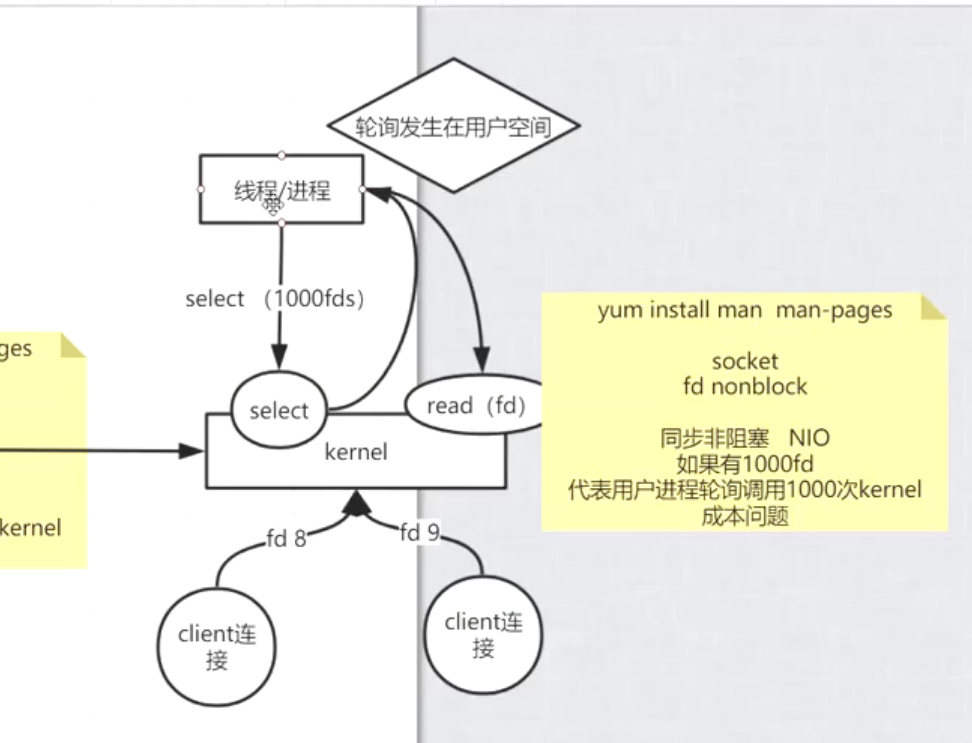 轮询发生在用户空间
线程/进程
select （1000fds）
select
read（fd）
kernel
fd 8
fd 9
client连
接
client连
接
yum install man  man-pages
socket
fd nonblock
同步非阻塞   NIO
如果有1000fd
代表用户进程轮询调用1000次kernel
成本问题
ges
kernel